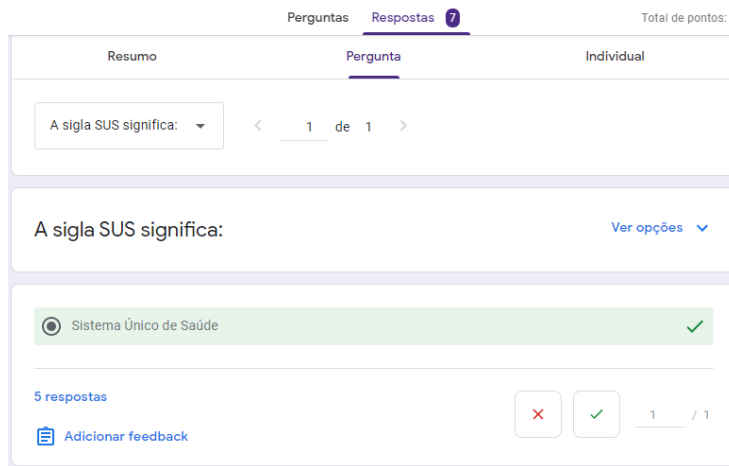 Perguntas Respostas 7 Total de pontos:
Resumo Pergunta Individual
A sigla SUS significa: 1 de 1
A sigla SUS significa: Ver opções
Sistema Único de Saúde
5 respostas
1 / 1
Adicionar feedback